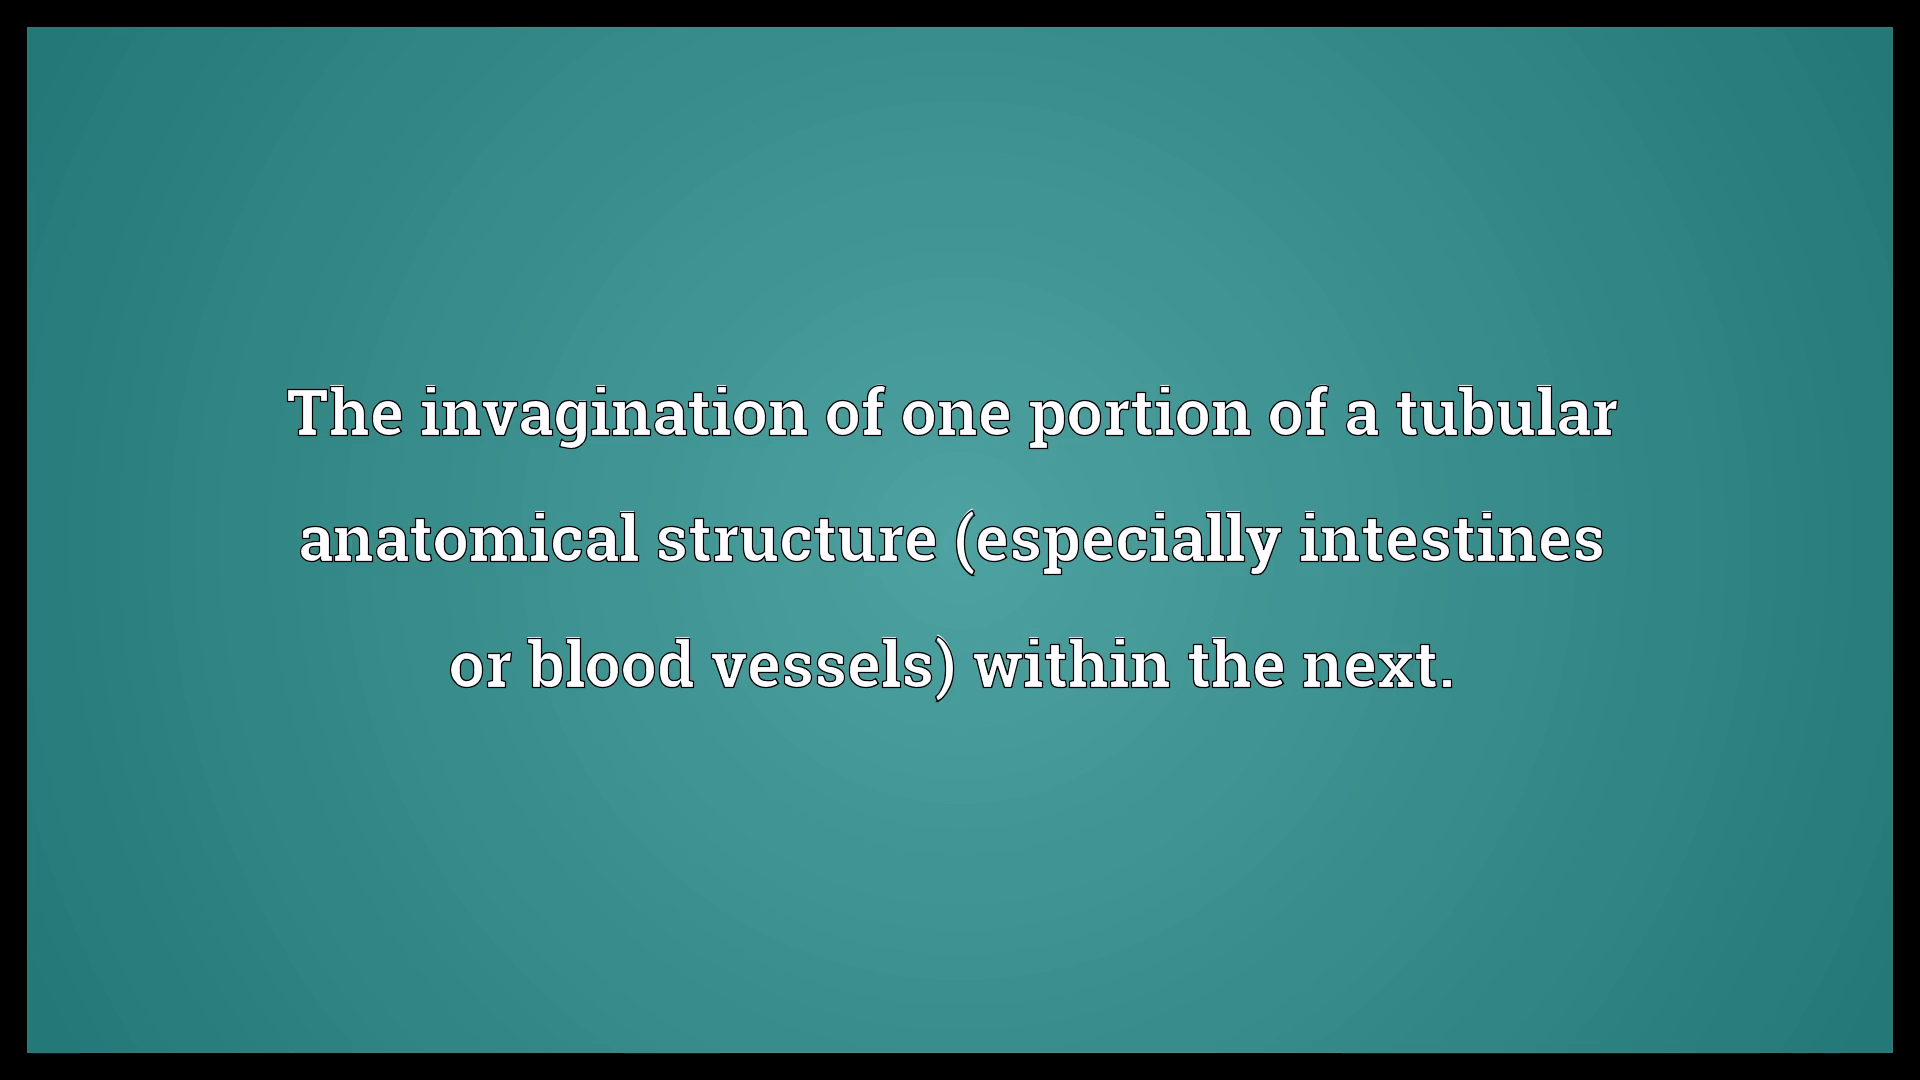 The invagination of one portion of a tubular
anatomical structure (especially intestines
or blood vessels) within the next.